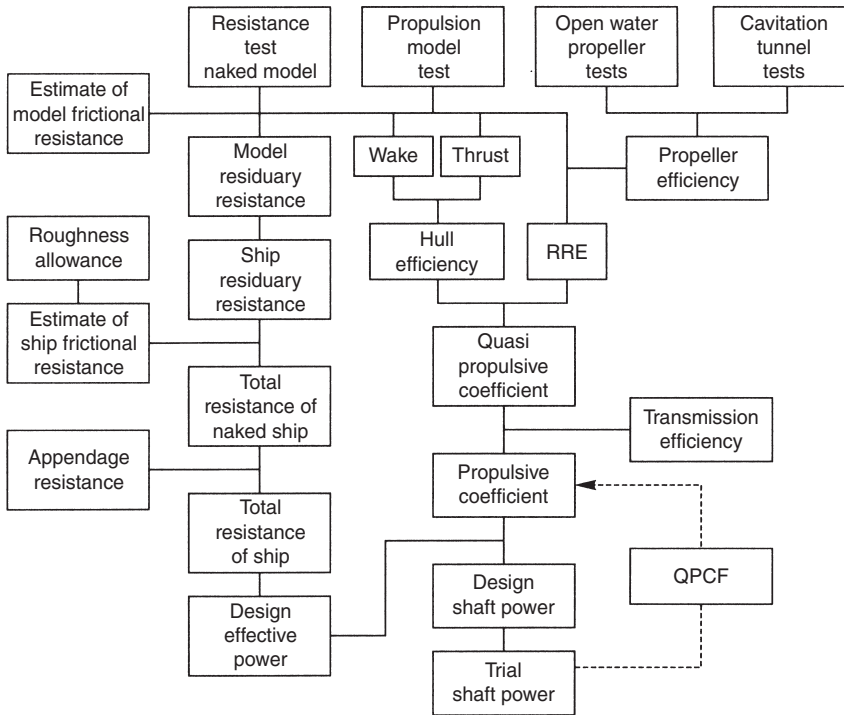 Resistance
test
naked model
Propulsion
model
test
Open water
propeller
tests
Cavitation
tunnel
tests
Estimate of
model frictional
resistance
Model
residuary
resistance
Wake
Thrust
Propeller
efficiency
Roughness
allowance
Ship
residuary
resistance
Hull
efficiency
RRE
Estimate of
ship frictional
resistance
Quasi
propulsive
coefficient
Total
resistance of
naked ship
Transmission
efficiency
Appendage
resistance
Propulsive
coefficient
Total
resistance
of ship
Design
shaft power
QPCF
Design
effective
power
Trial
shaft power